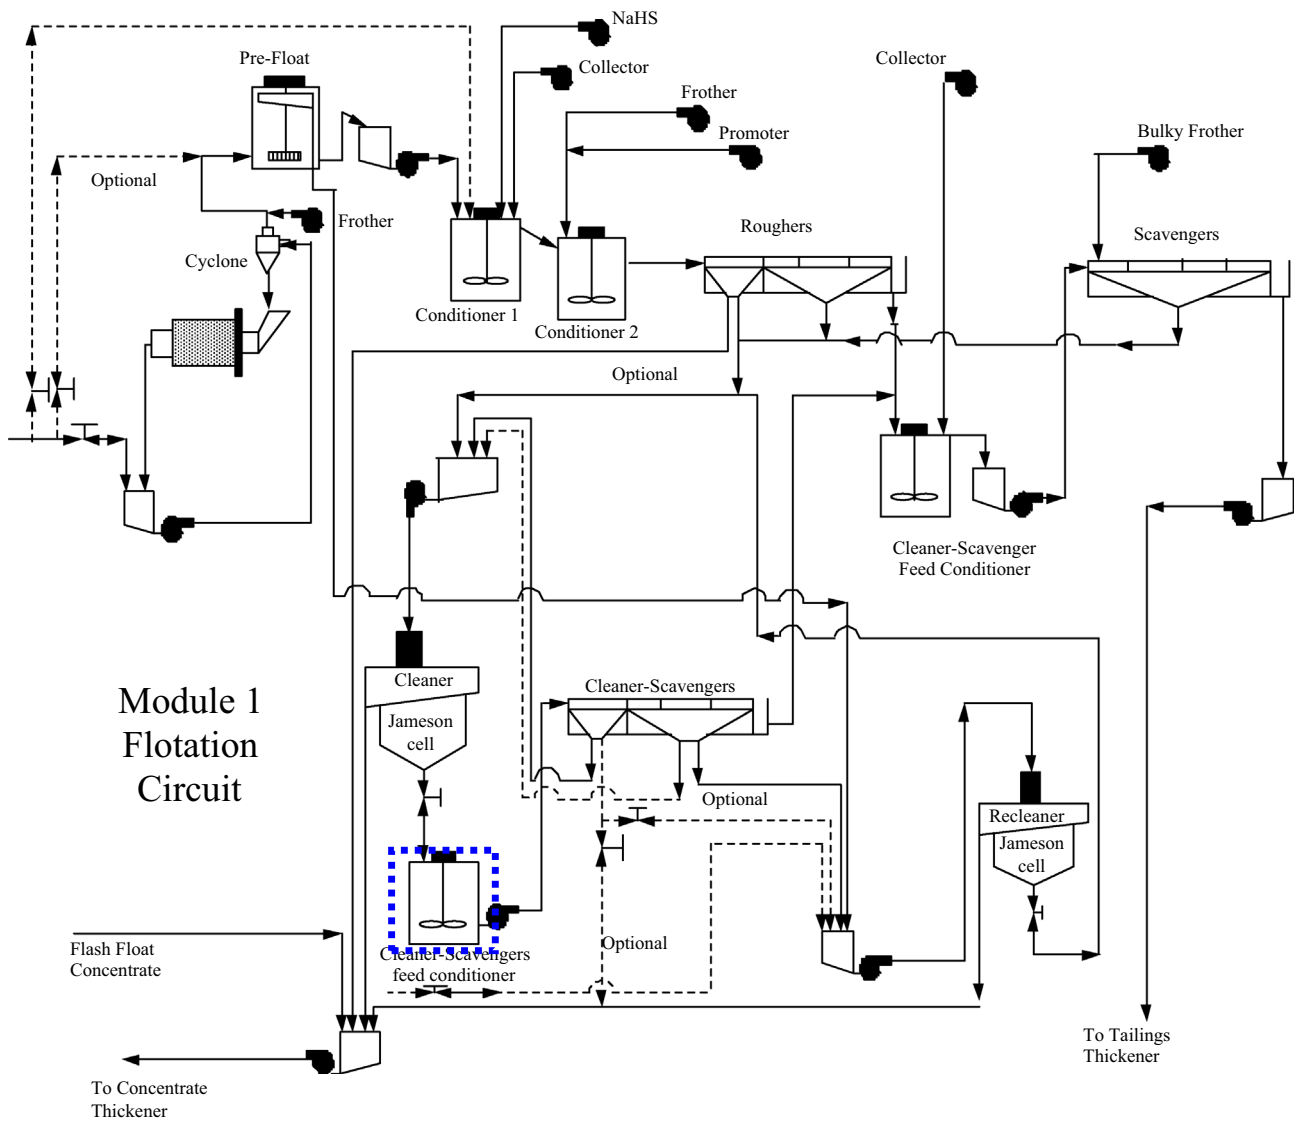 NaHS
Pre-Float
Collector
Collector
Frother
Promoter
Bulky Frother
Optional
Frother
Roughers
Scavengers
Cyclone
Conditioner 1
Conditioner 2
Optional
Cleaner-Scavenger
Feed Conditioner
Cleaner
Jameson
cell
Cleaner-Scavengers
Module 1
Flotation
Circuit
Optional
Recleaner
Jameson
cell
Flash Float
Concentrate
Cleaner-Scavengers
feed conditioner
Optional
To Tailings
Thickener
To Concentrate
Thickener